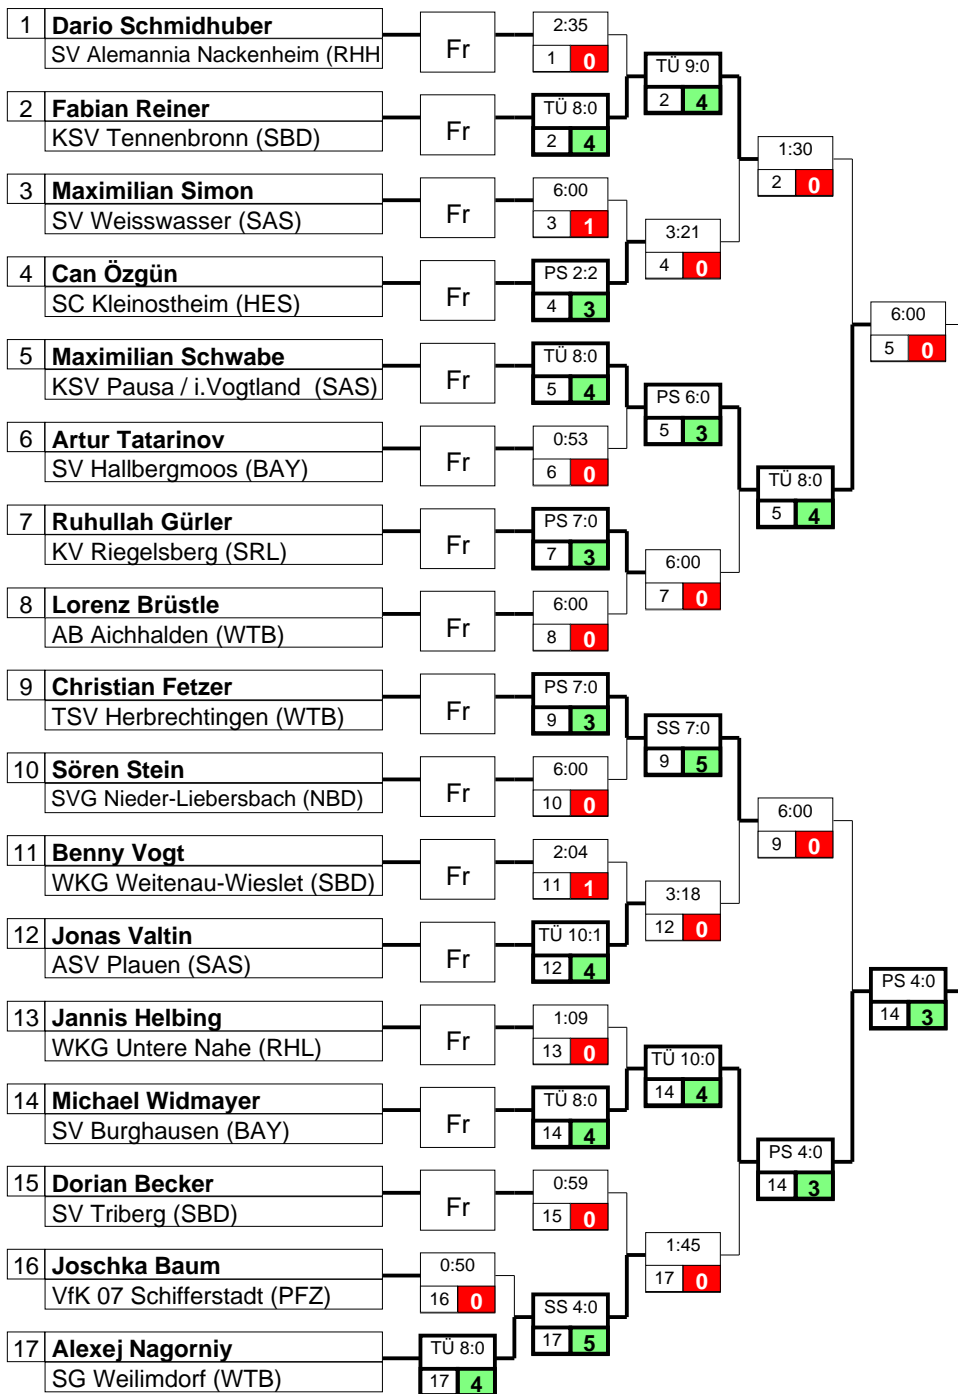 1 Dario Schmidhuber
SV Alemannia Nackenheim (RHH
Fr
2:35
1 0
TÜ 9:0
2 4
2 Fabian Reiner
KSV Tennenbronn (SBD)
Fr
TÜ 8:0
2 4
1:30
2 0
3 Maximilian Simon
SV Weisswasser (SAS)
Fr
6:00
3 1
3:21
4 0
4 Can Özgün
SC Kleinostheim (HES)
Fr
PS 2:2
4 3
6:00
5 0
5 Maximilian Schwabe
KSV Pausa / i.Vogtland (SAS)
Fr
TÜ 8:0
5 4
PS 6:0
5 3
6 Artur Tatarinov
SV Hallbergmoos (BAY)
Fr
0:53
6 0
TÜ 8:0
5 4
7 Ruhullah Gürler
KV Riegelsberg (SRL)
Fr
PS 7:0
7 3
6:00
7 0
8 Lorenz Brüstle
AB Aichhalden (WTB)
Fr
6:00
8 0
9 Christian Fetzer
TSV Herbrechtingen (WTB)
Fr
PS 7:0
9 3
SS 7:0
9 5
10 Sören Stein
SVG Nieder-Liebersbach (NBD)
Fr
6:00
10 0
6:00
9 0
11 Benny Vogt
WKG Weitenau-Wieslet (SBD)
Fr
2:04
11 1
3:18
12 0
12 Jonas Valtin
ASV Plauen (SAS)
Fr
TÜ 10:1
12 4
PS 4:0
14 3
13 Jannis Helbing
WKG Untere Nahe (RHL)
Fr
1:09
13 0
TÜ 10:0
14 4
14 Michael Widmayer
SV Burghausen (BAY)
Fr
TÜ 8:0
14 4
PS 4:0
14 3
15 Dorian Becker
SV Triberg (SBD)
Fr
0:59
15 0
1:45
17 0
16 Joschka Baum
VfK 07 Schifferstadt (PFZ)
0:50
16 0
SS 4:0
17 5
17 Alexej Nagorniy
SG Weilimdorf (WTB)
TÜ 8:0
17 4